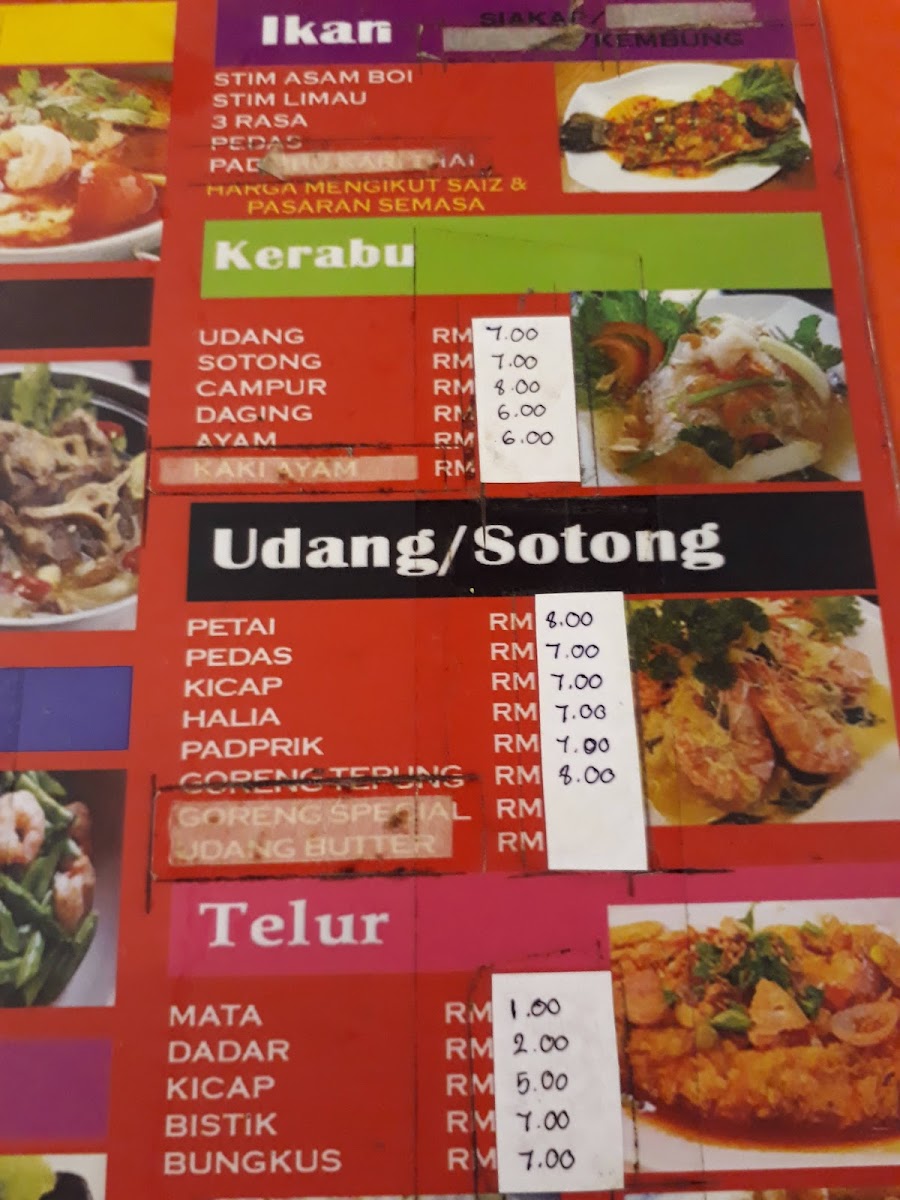 Ikan SIAKAP/
/KEMBUNG
STIM ASAM BOI
STIM LIMAU
3 RASA
PEDAS
KARI THAI
HARGA MENGIKUT SAIZ &
PASARAN SEMASA
Kerabu
UDANG RM 7.00
SOTONG RM 7.00
CAMPUR RM 8.00
DAGING RM 6.00
AYAM RM 6.00
KAKI AYAM RM
Udang/Sotong
PETAI RM 8.00
PEDAS RM 7.00
KICAP RM 7.00
HALIA RM 7.00
PADPRIK RM 7.00
GORENG TEPUNG RM 8.00
GORENG SPECIAL RM
UDANG BUTTER RM
Telur
MATA RM 1.00
DADAR RM 2.00
KICAP RM 5.00
BISTiK RM 7.00
BUNGKUS RM 7.00